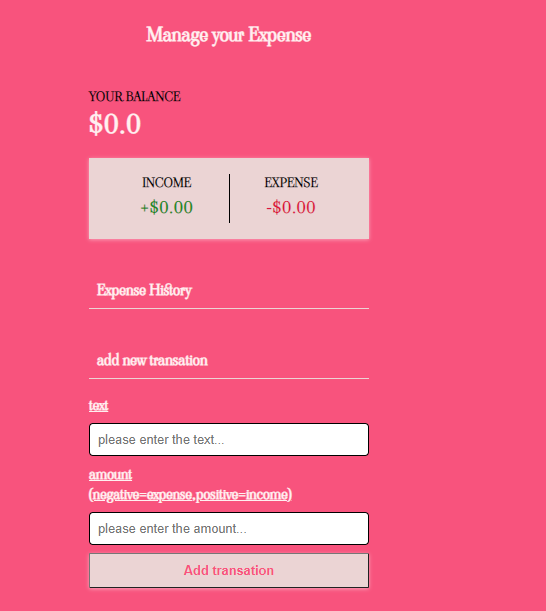 Manage your Expense
YOUR BALANCE
$0.0
INCOME
EXPENSE
+$0.00
-$0.00
Expense History
add new transation
text
please enter the text...
amount
(negative=expense,positive=income)
please enter the amount...
Add transation